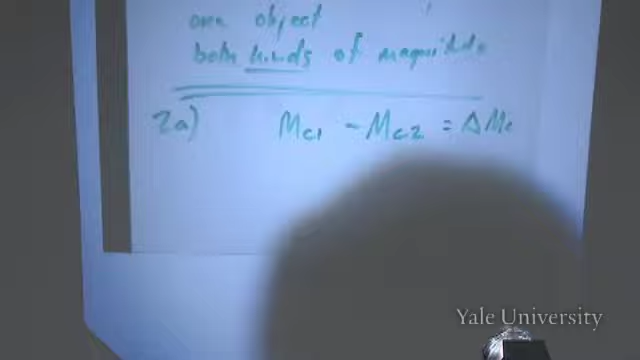 one object
both kinds of magnitude
2a) Mc1 - Mc2 = ΔMc
Yale University